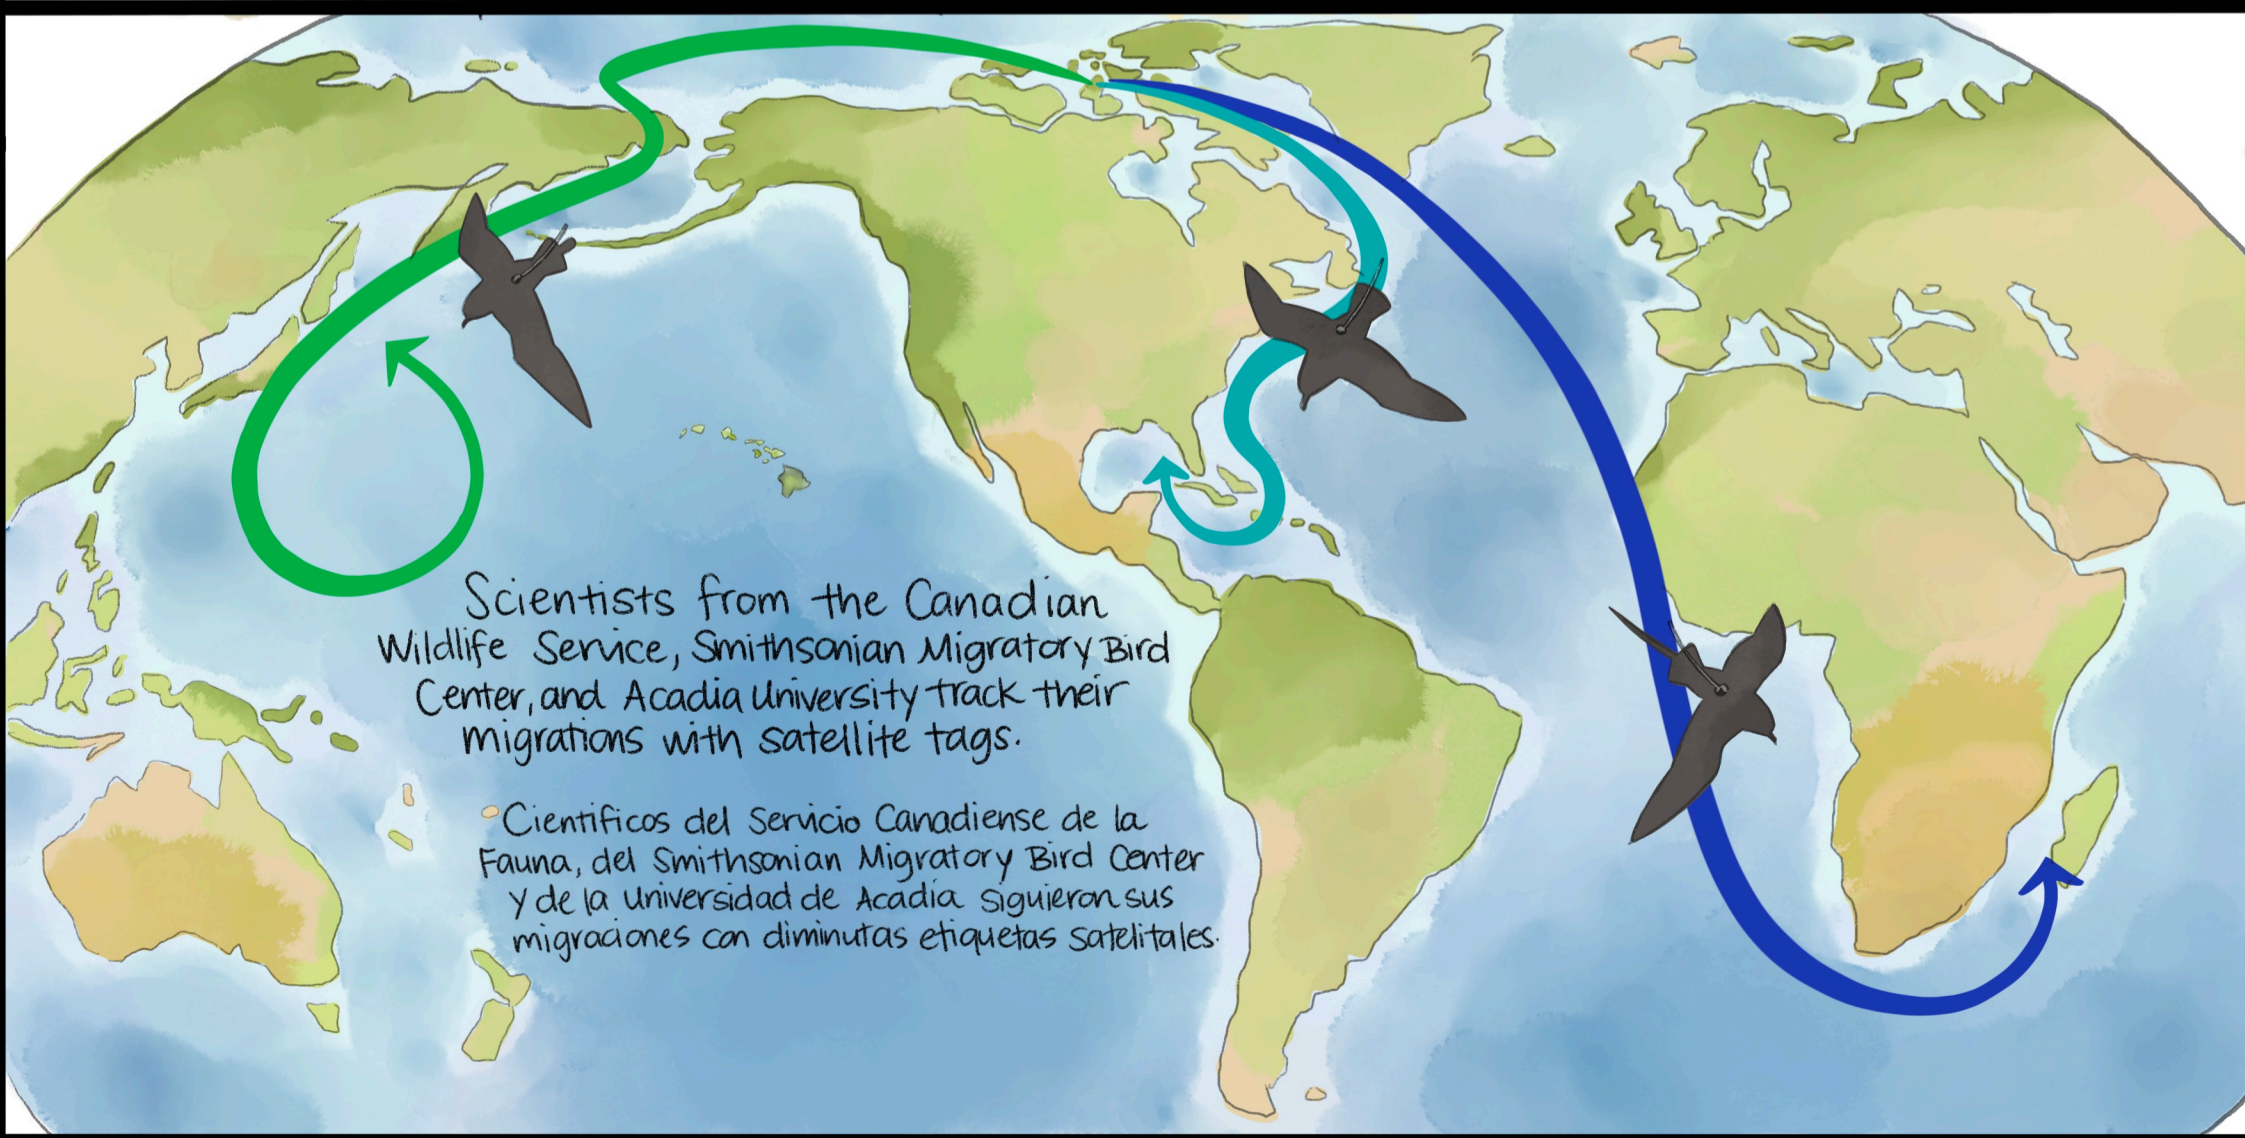 Scientists from the Canadian
Wildlife Service, Smithsonian Migratory Bird
Center, and Acadia University track their
migrations with satellite tags.
Científicos del Servicio Canadiense de la
Fauna, del Smithsonian Migratory Bird Center
y de la Universidad de Acadia siguieron sus
migraciones con diminutas etiquetas satelitales.